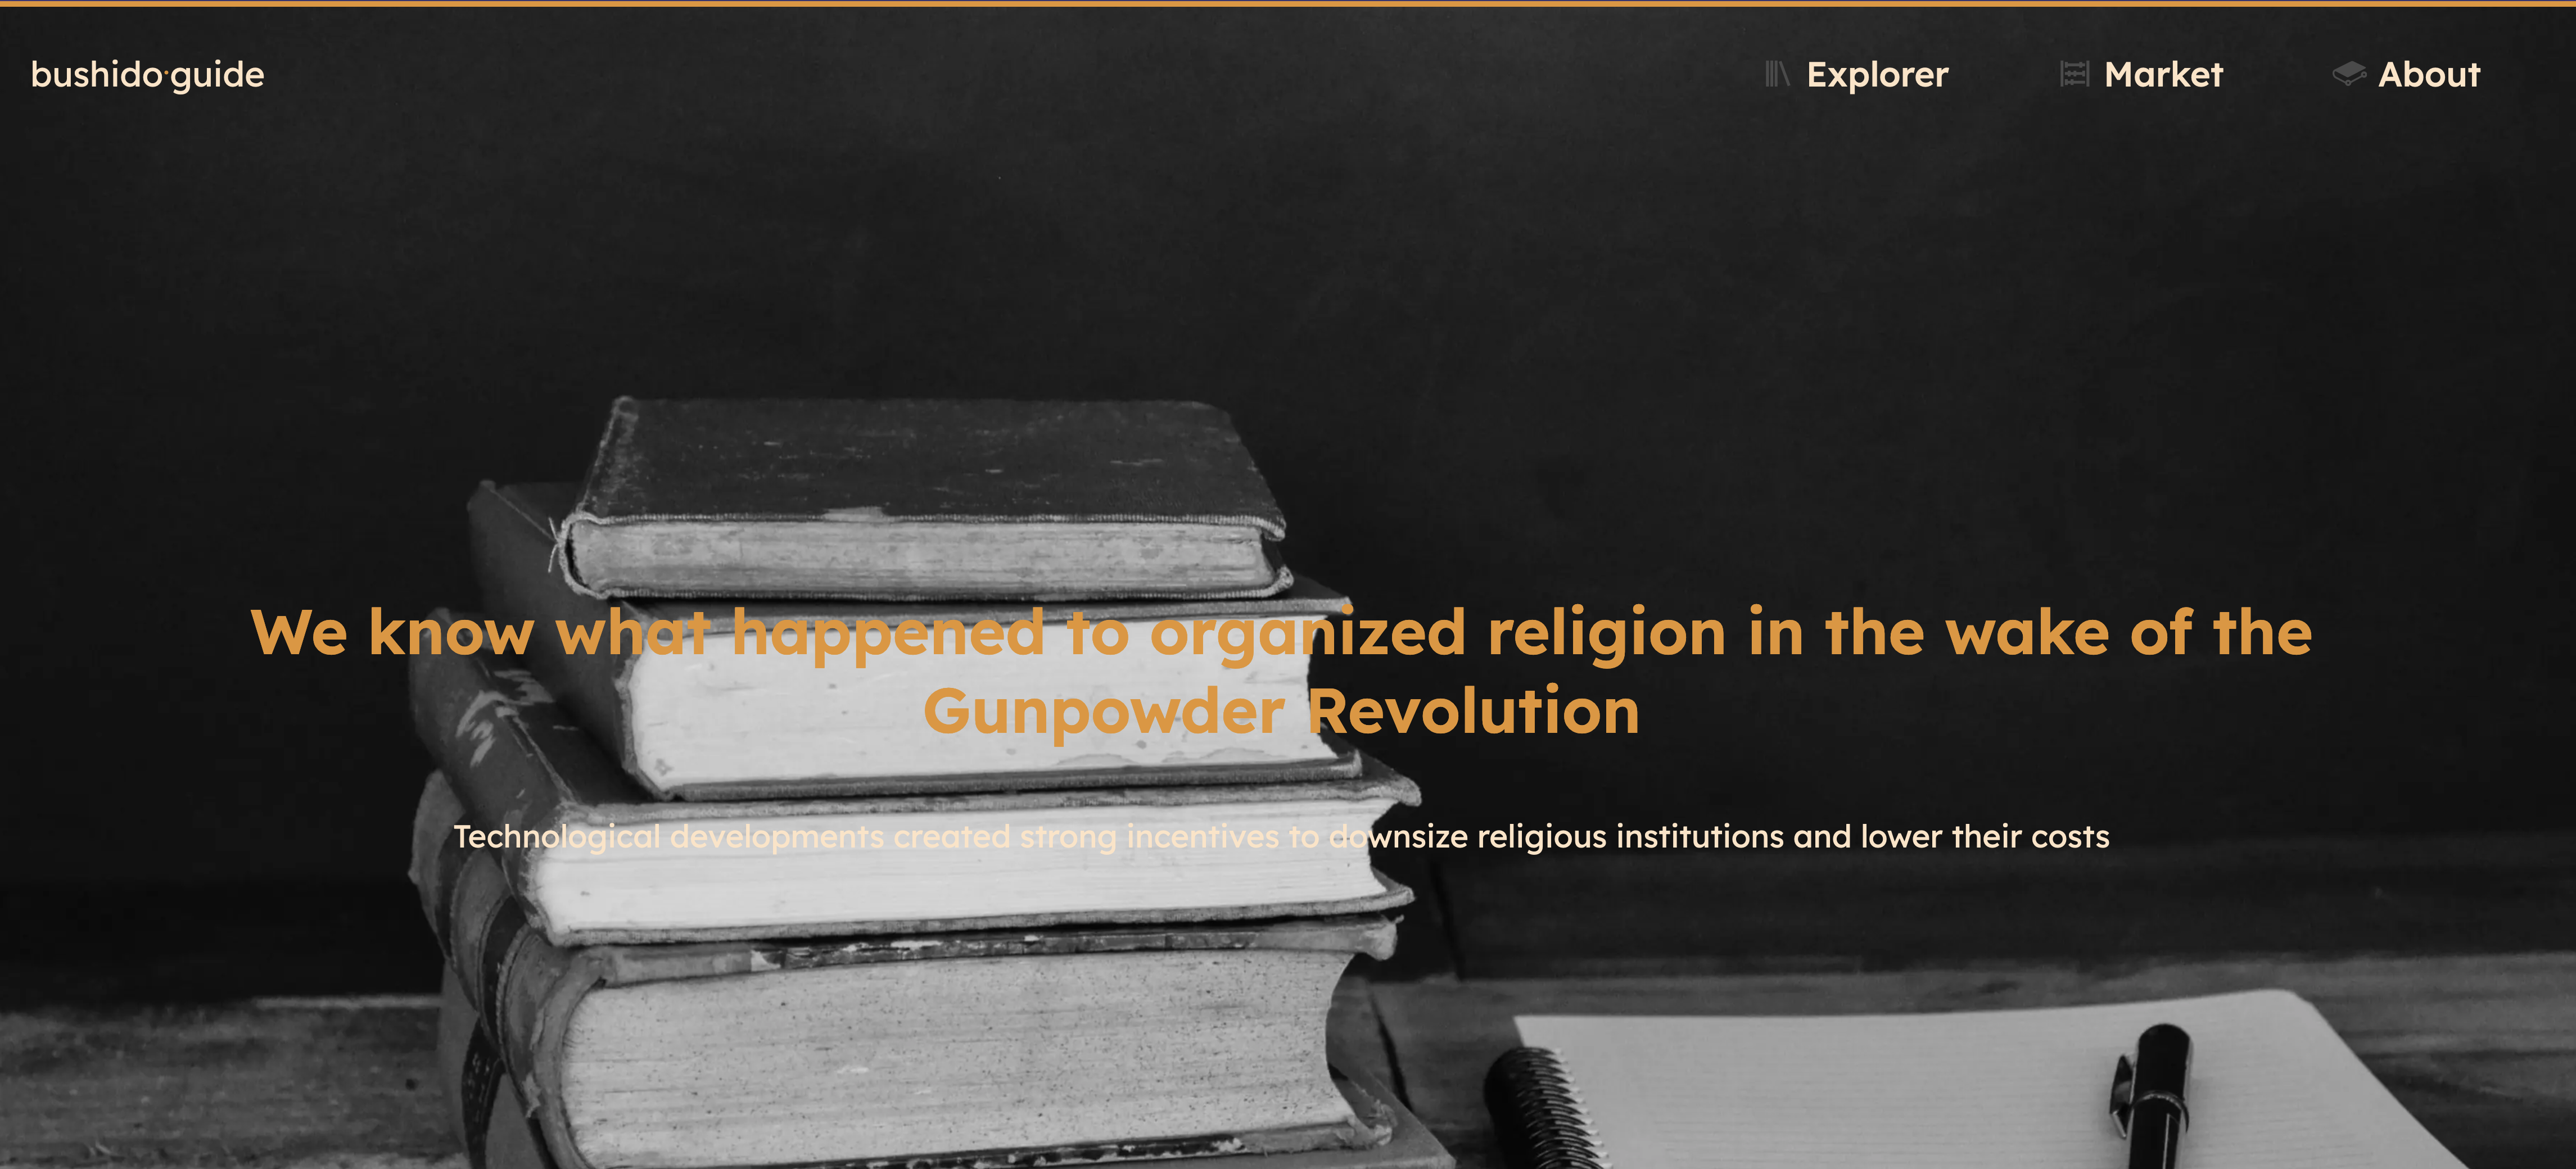 bushido·guide
Explorer
Market
About
We know what happened to organized religion in the wake of the
Gunpowder Revolution
Technological developments created strong incentives to downsize religious institutions and lower their costs